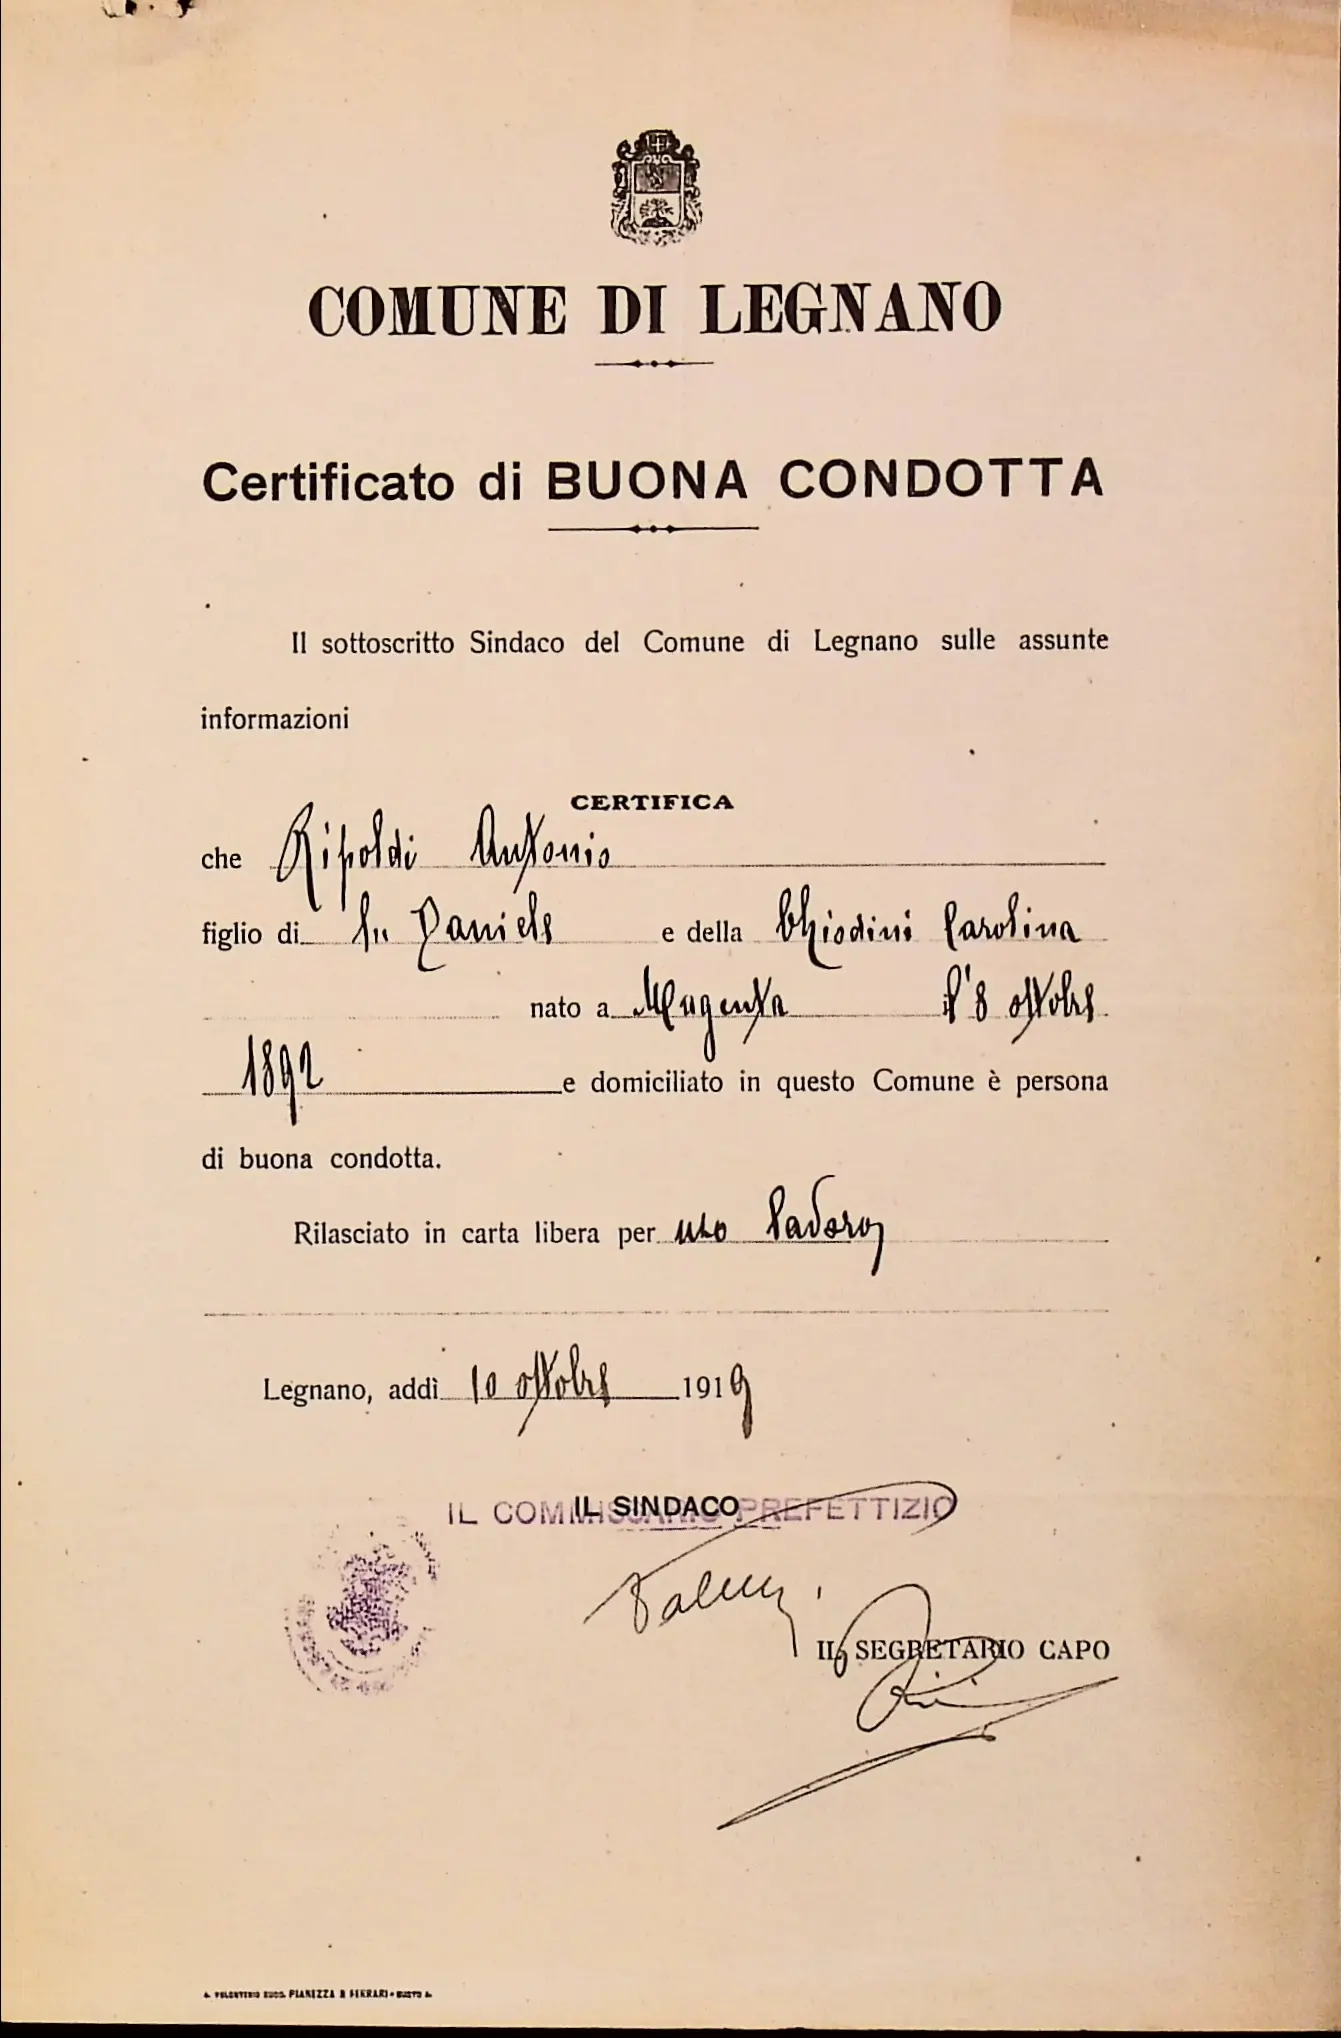 COMUNE DI LEGNANO
Certificato di BUONA CONDOTTA
Il sottoscritto Sindaco del Comune di Legnano sulle assunte
informazioni
CERTIFICA
che Ripoldi Antonio
figlio di fu Daniele e della Chiodini Carolina
nato a Magenta l'8 ottobre
1892 e domiciliato in questo Comune è persona
di buona condotta.
Rilasciato in carta libera per uso lavoro
Legnano, addì 10 ottobre 1919
IL SINDACO
IL COMMISSARIO PREFETTIZIO
IL SEGRETARIO CAPO
PIANEZZA & FERRARI - BUSTO A.